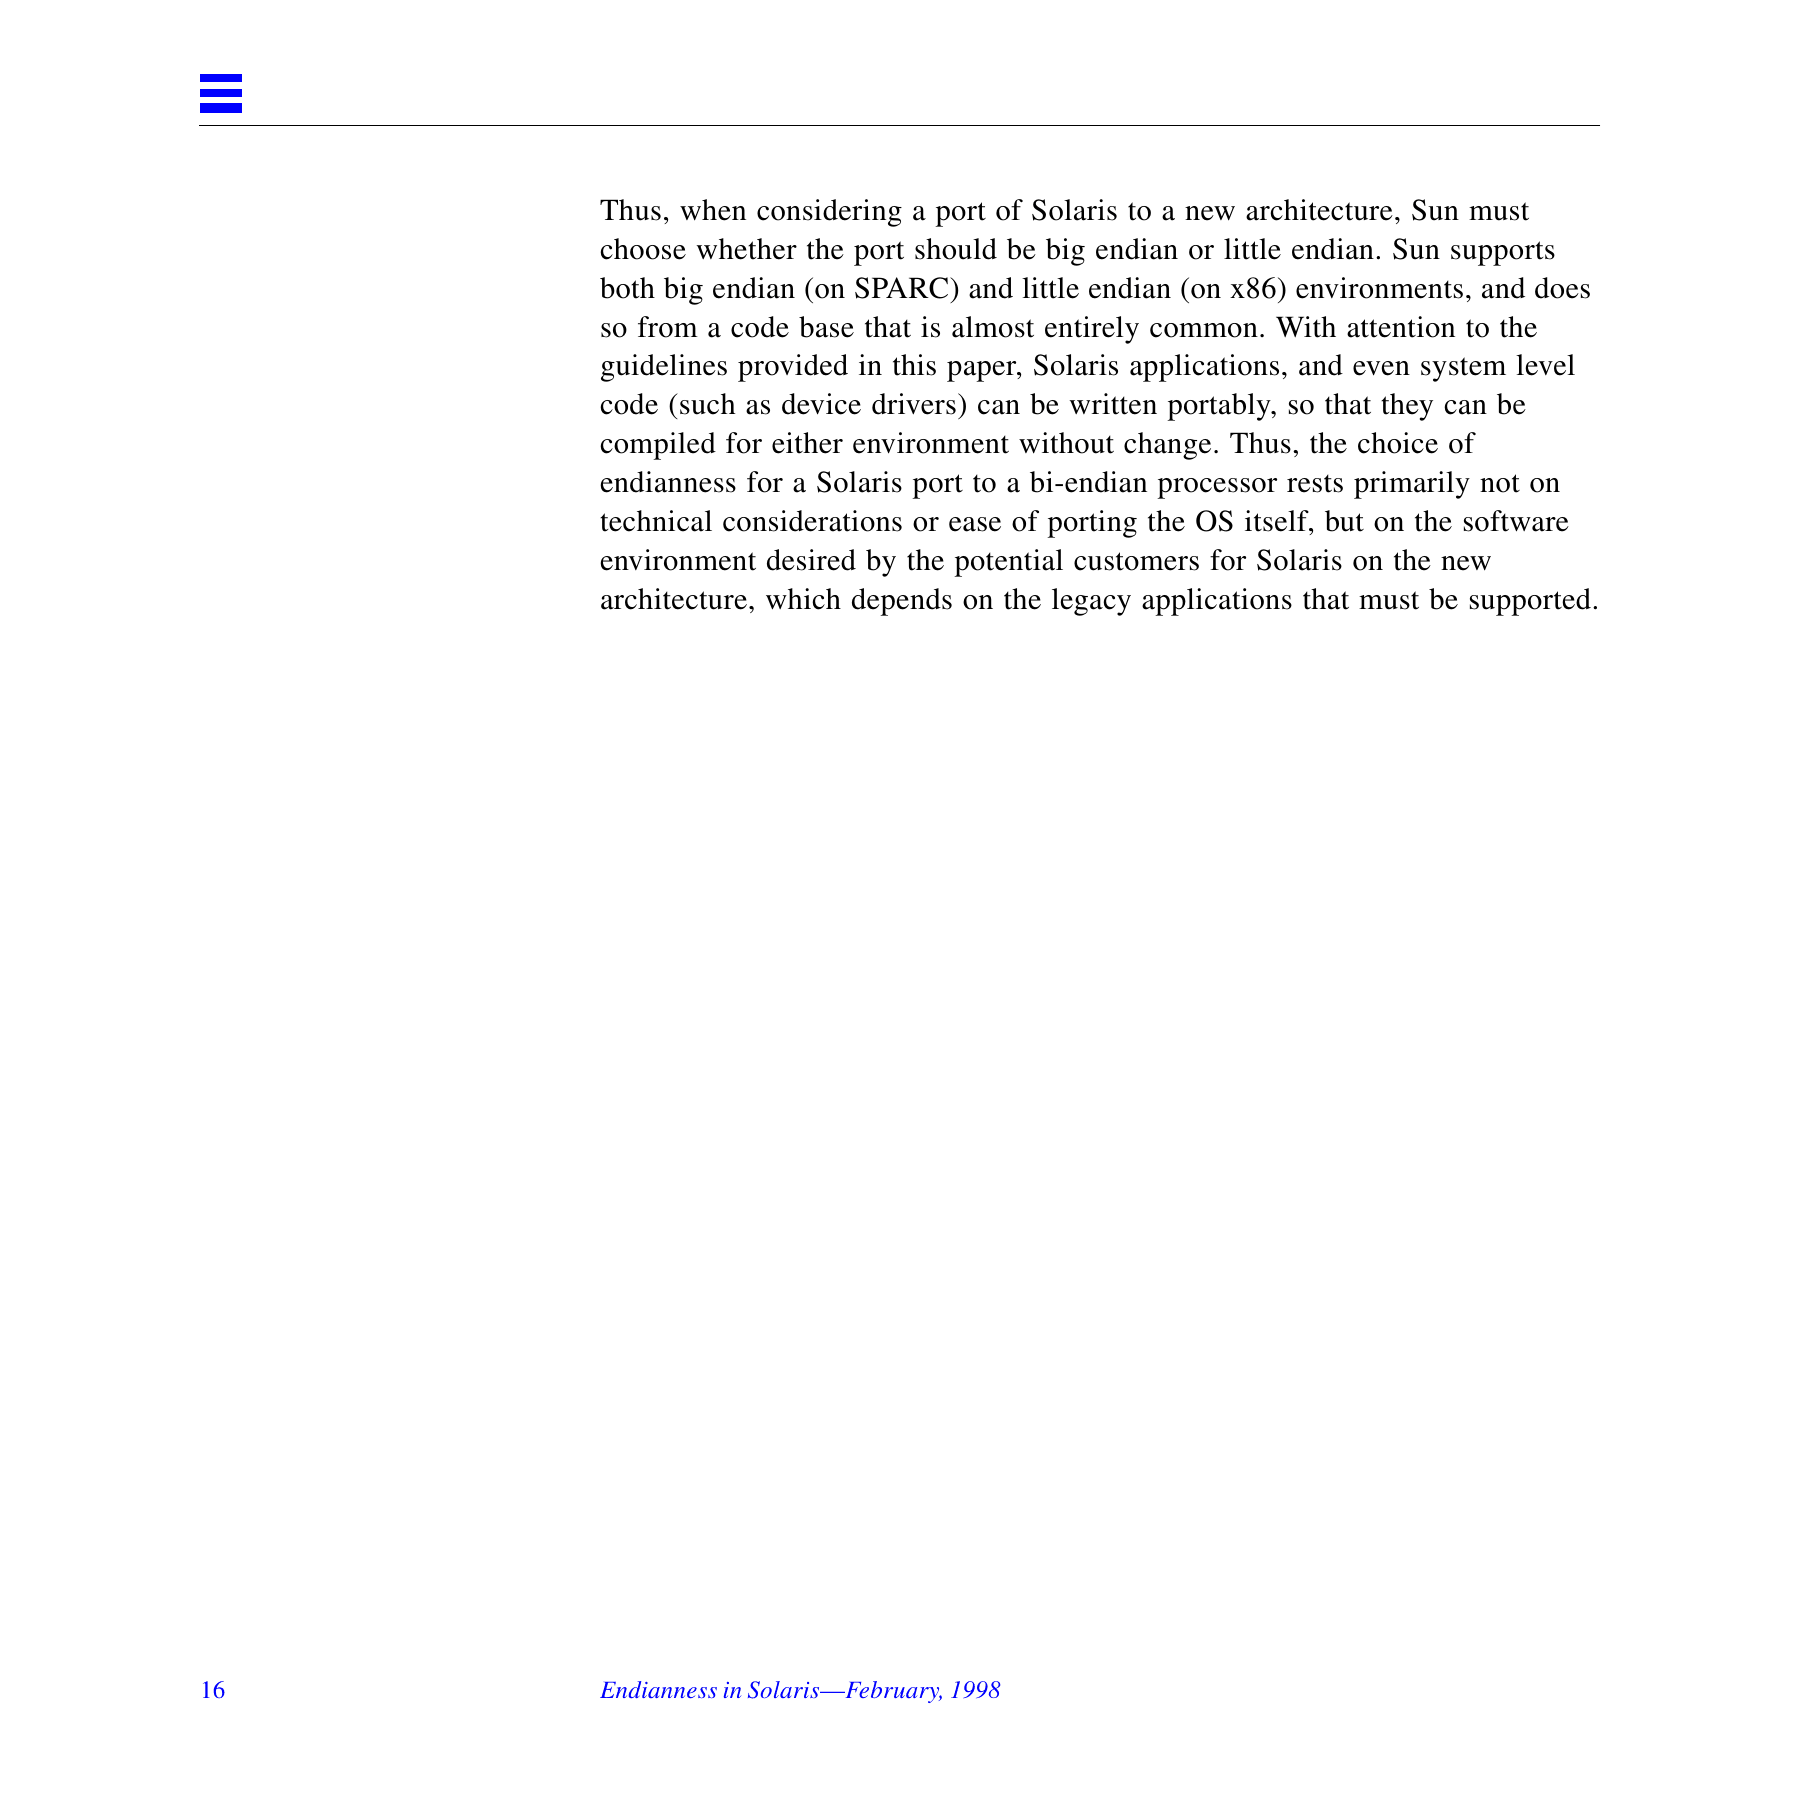 Thus, when considering a port of Solaris to a new architecture, Sun must
choose whether the port should be big endian or little endian. Sun supports
both big endian (on SPARC) and little endian (on x86) environments, and does
so from a code base that is almost entirely common. With attention to the
guidelines provided in this paper, Solaris applications, and even system level
code (such as device drivers) can be written portably, so that they can be
compiled for either environment without change. Thus, the choice of
endianness for a Solaris port to a bi-endian processor rests primarily not on
technical considerations or ease of porting the OS itself, but on the software
environment desired by the potential customers for Solaris on the new
architecture, which depends on the legacy applications that must be supported.
16 Endianness in Solaris—February, 1998